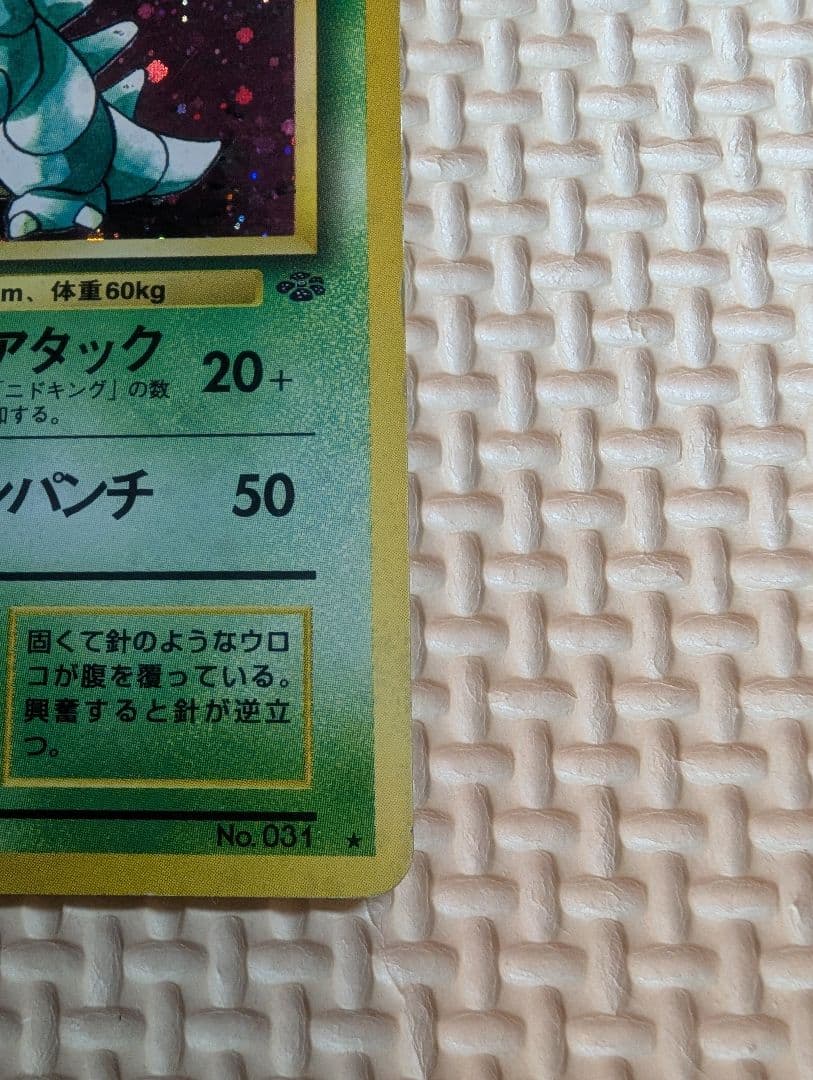 m、体重60kg
アタック 20+
「ニドキング」の数
加する。
ンパンチ 50
固くて針のようなウロ
コが腹を覆っている。
興奮すると針が逆立
つ。
No. 031 ★